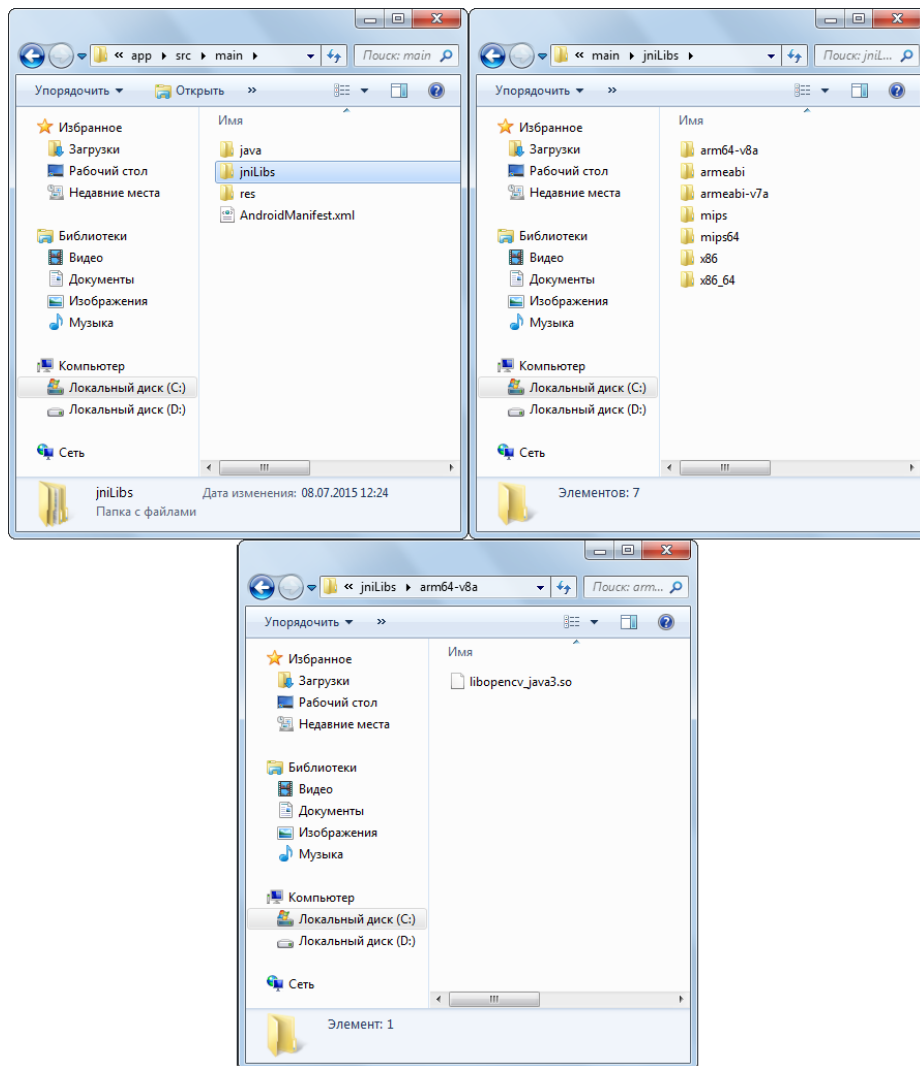 « app ▸ src ▸ main ▸
Поиск: main
Упорядочить ▼
Открыть
»
Избранное
Загрузки
Рабочий стол
Недавние места
Библиотеки
Видео
Документы
Изображения
Музыка
Компьютер
Локальный диск (C:)
Локальный диск (D:)
Сеть
Имя
java
jniLibs
res
AndroidManifest.xml
jniLibs
Дата изменения: 08.07.2015 12:24
Папка с файлами
« main ▸ jniLibs ▸
Поиск: jniL...
Упорядочить ▼
»
Избранное
Загрузки
Рабочий стол
Недавние места
Библиотеки
Видео
Документы
Изображения
Музыка
Компьютер
Локальный диск (C:)
Локальный диск (D:)
Сеть
Имя
arm64-v8a
armeabi
armeabi-v7a
mips
mips64
x86
x86_64
Элементов: 7
« jniLibs ▸ arm64-v8a
Поиск: arm...
Упорядочить ▼
»
Избранное
Загрузки
Рабочий стол
Недавние места
Библиотеки
Видео
Документы
Изображения
Музыка
Компьютер
Локальный диск (C:)
Локальный диск (D:)
Сеть
Имя
libopencv_java3.so
Элемент: 1